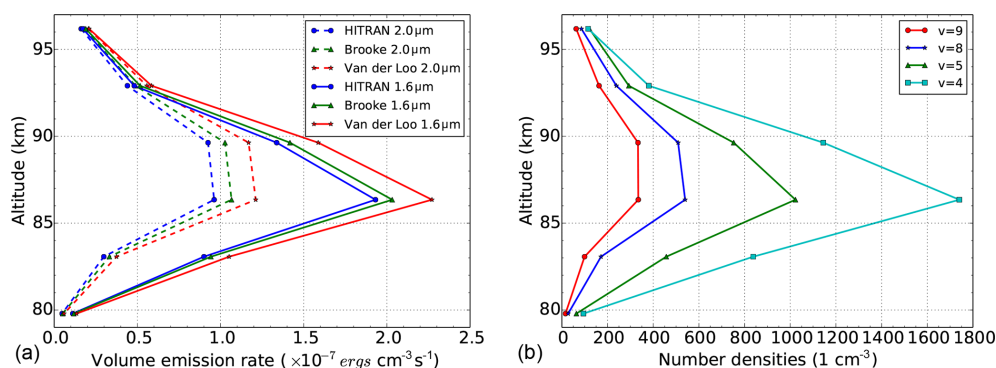 HITRAN 2.0μm
Brooke 2.0μm
Van der Loo 2.0μm
HITRAN 1.6μm
Brooke 1.6μm
Van der Loo 1.6μm
95
90
85
80
Altitude (km)
0.0 0.5 1.0 1.5 2.0 2.5
(a) Volume emission rate ( ×10⁻⁷ ergs cm⁻³s⁻¹)
v=9
v=8
v=5
v=4
95
90
85
80
Altitude (km)
0 200 400 600 800 1000 1200 1400 1600 1800
(b) Number densities (1 cm⁻³)